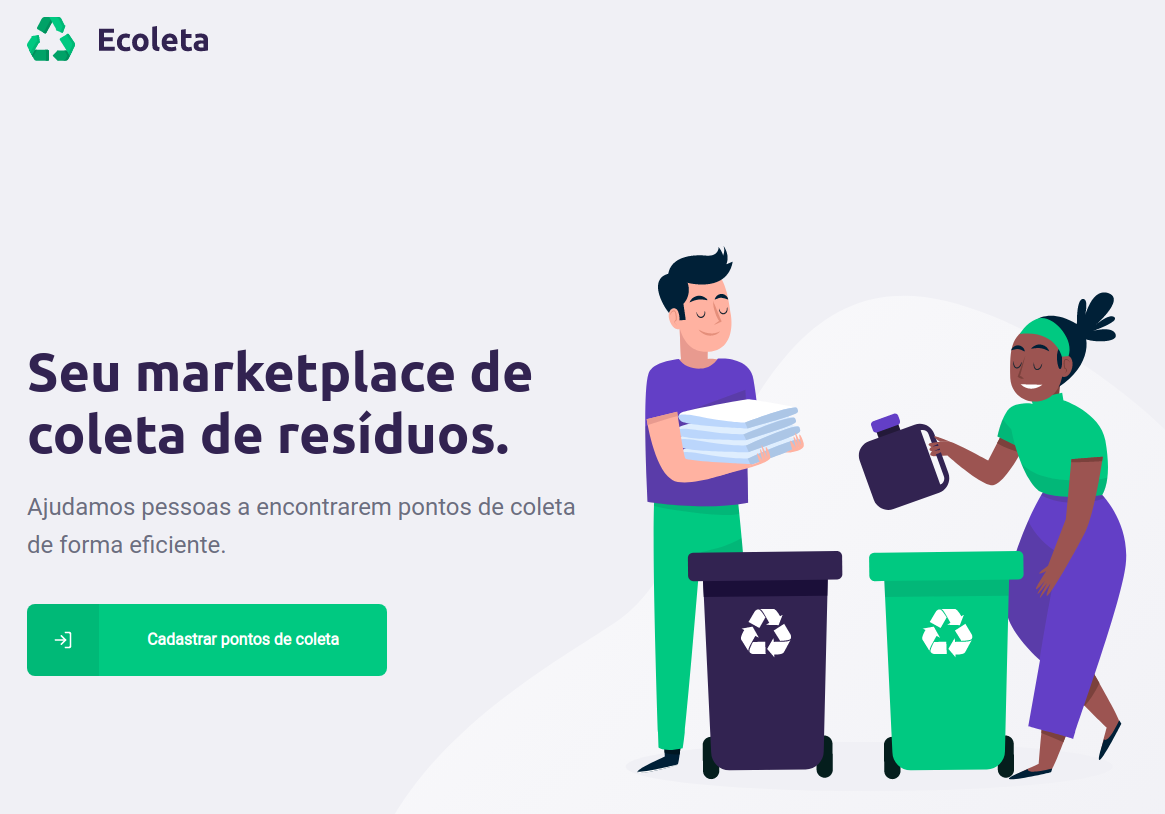 Ecoleta
Seu marketplace de
coleta de resíduos.
Ajudamos pessoas a encontrarem pontos de coleta
de forma eficiente.
Cadastrar pontos de coleta